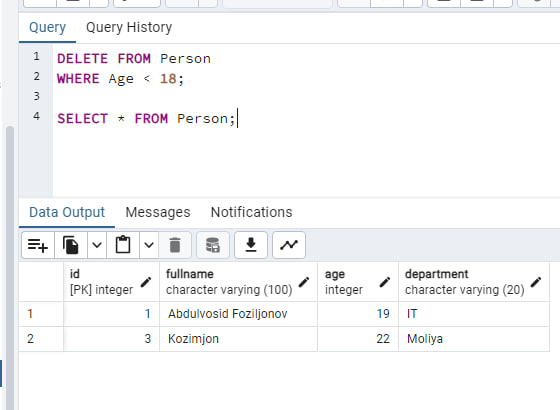 Query Query History
1 DELETE FROM Person
2 WHERE Age < 18;
3
4 SELECT * FROM Person;
Data Output Messages Notifications
id fullname age department
[PK] integer character varying (100) integer character varying (20)
1 1 Abdulvosid Foziljonov 19 IT
2 3 Kozimjon 22 Moliya